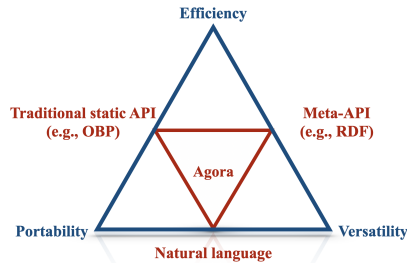 Efficiency
Traditional static API
(e.g., OBP)
Meta-API
(e.g., RDF)
Agora
Portability
Versatility
Natural language